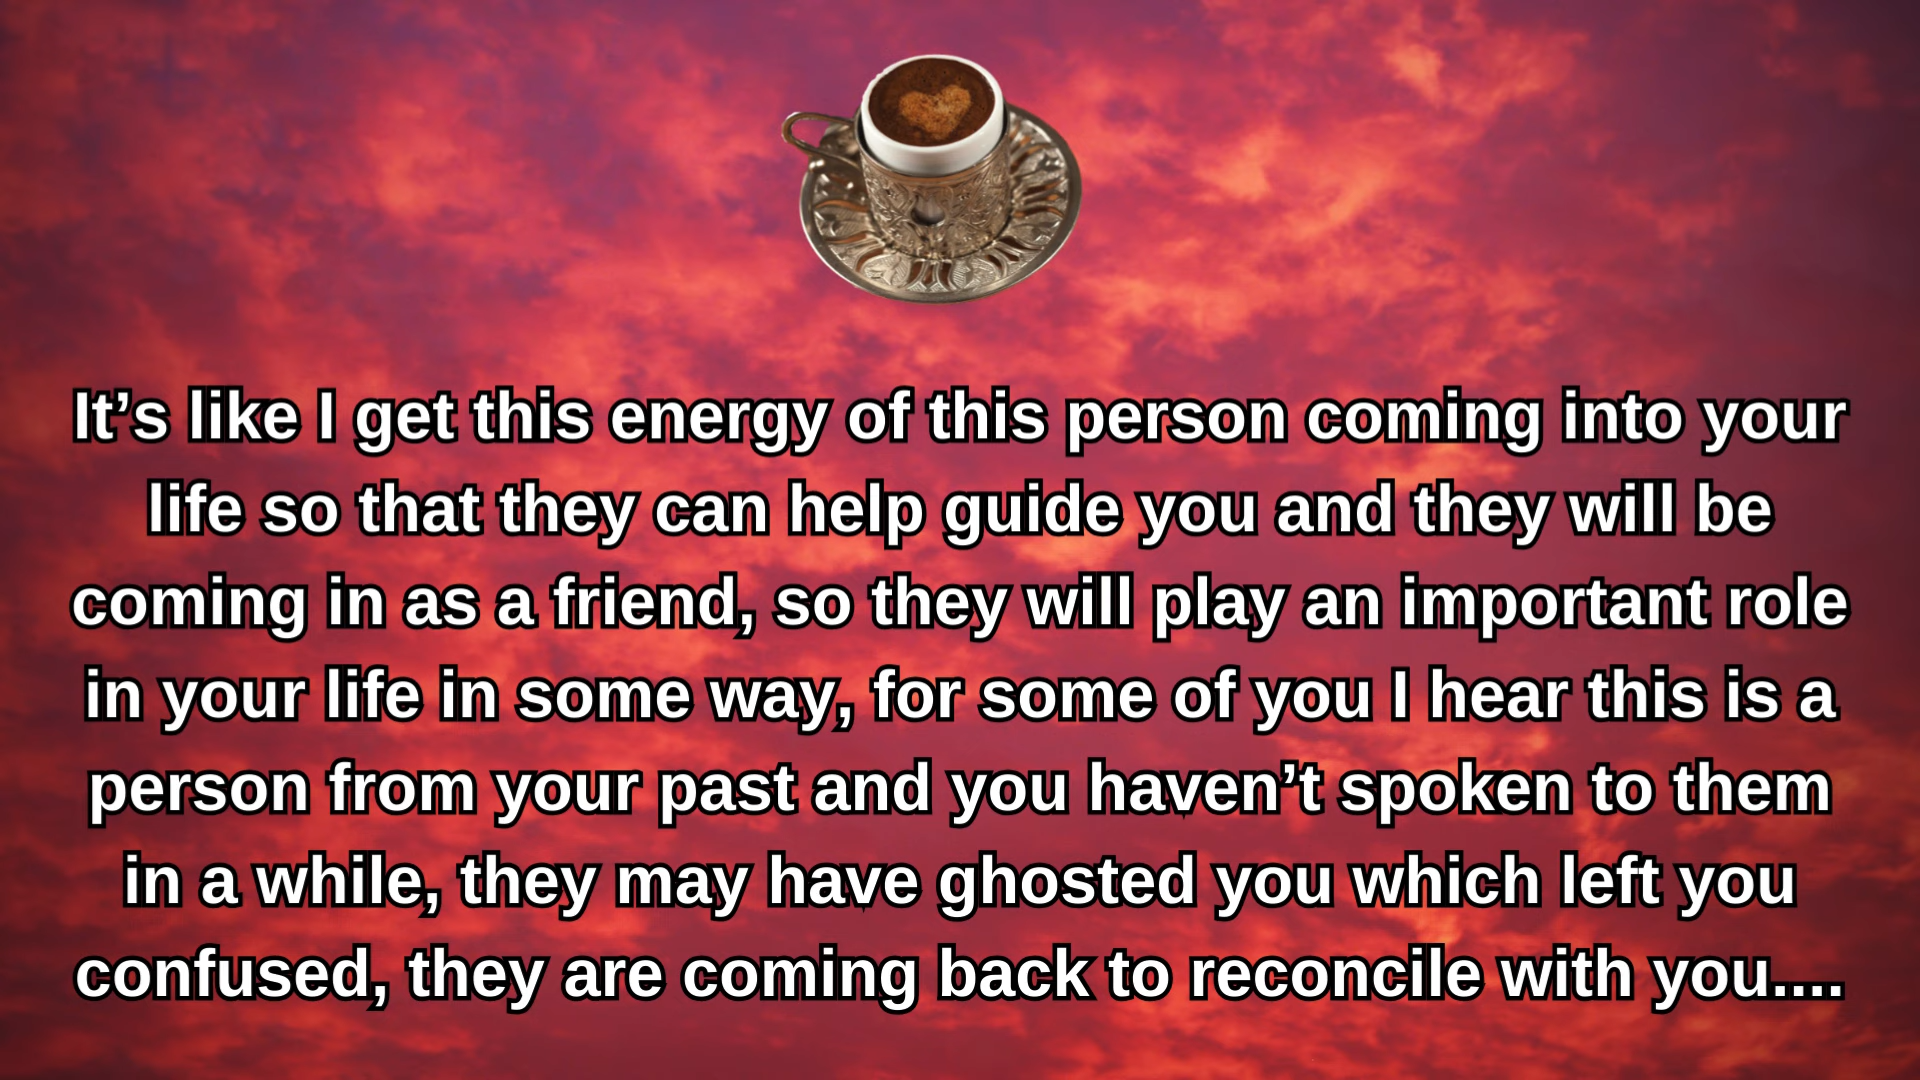 It’s like I get this energy of this person coming into your
life so that they can help guide you and they will be
coming in as a friend, so they will play an important role
in your life in some way, for some of you I hear this is a
person from your past and you haven’t spoken to them
in a while, they may have ghosted you which left you
confused, they are coming back to reconcile with you....